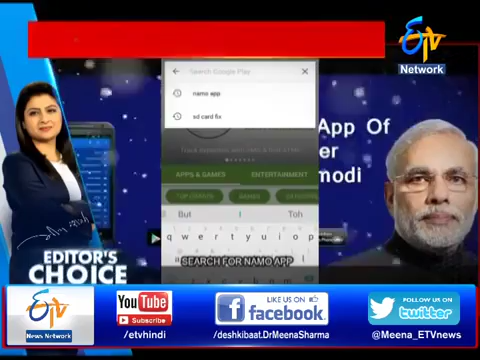 ETV
Network
Search Google Play
namo app
sd card fix
App Of
er
modi
APPS & GAMES
ENTERTAINMENT
GAMES
But
I
Toh
q w e r t y u i o p
SEARCH FOR NAMO APP
EDITOR'S
CHOICE
ETV
News Network
YouTube
Subscribe
/etvhindi
LIKE US ON
facebook
/deshkibaat.DrMeenaSharma
FOLLOW US ON
twitter
@Meena_ETVnews